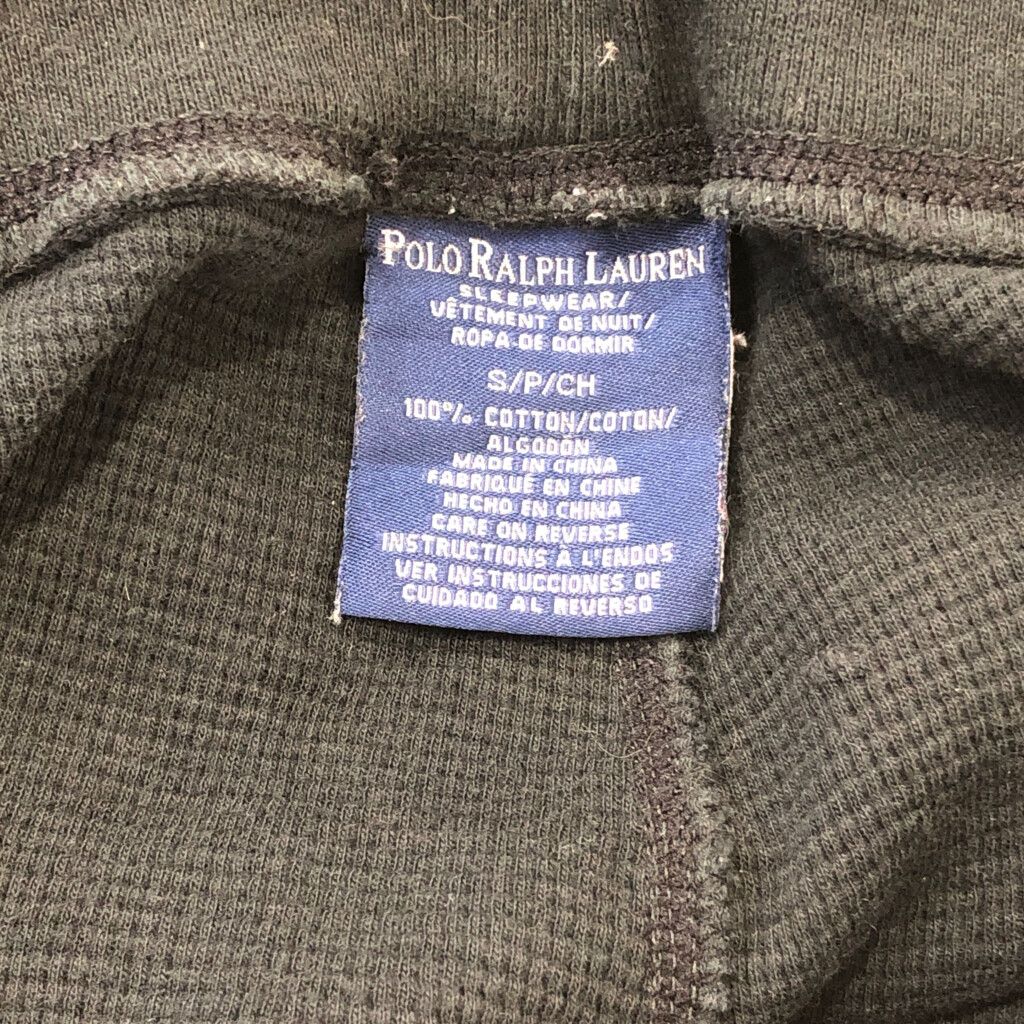 POLO RALPH LAUREN
SLEEPWEAR/
VÊTEMENT DE NUIT/
ROPA DE DORMIR
S/P/CH
100% COTTON/COTON/
ALGODÓN
MADE IN CHINA
FABRIQUÉ EN CHINE
HECHO EN CHINA
CARE ON REVERSE
INSTRUCTIONS À L'ENDOS
VER INSTRUCCIONES DE
CUIDADO AL REVERSO